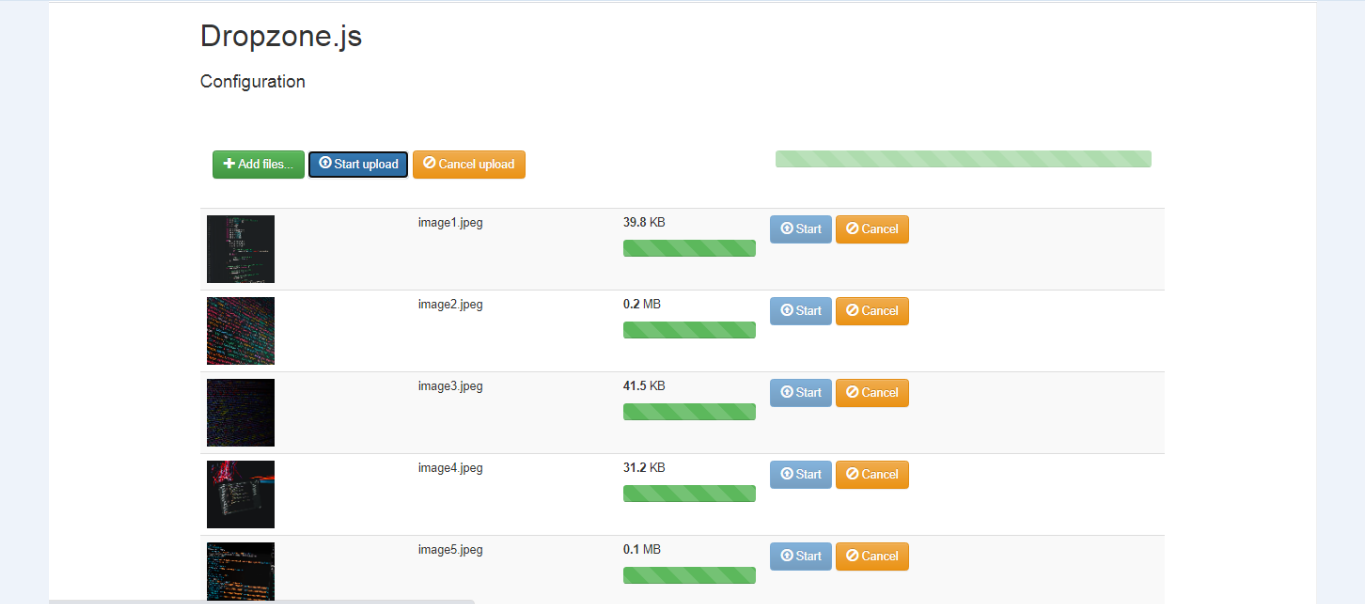 Dropzone.js
Configuration
Add files... Start upload Cancel upload
image1.jpeg 39.8 KB Start Cancel
image2.jpeg 0.2 MB Start Cancel
image3.jpeg 41.5 KB Start Cancel
image4.jpeg 31.2 KB Start Cancel
image5.jpeg 0.1 MB Start Cancel